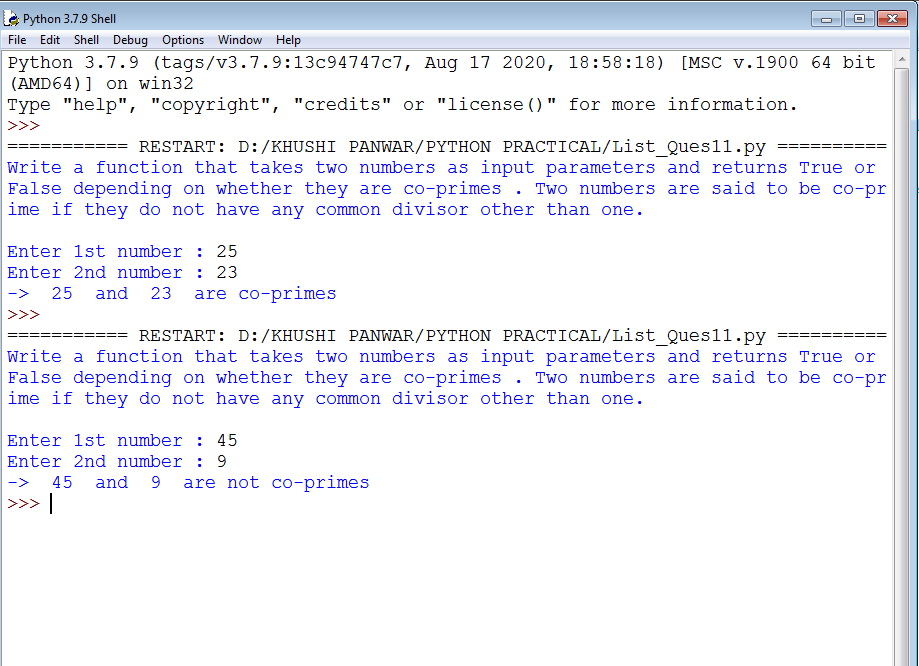 Python 3.7.9 Shell
File Edit Shell Debug Options Window Help
Python 3.7.9 (tags/v3.7.9:13c94747c7, Aug 17 2020, 18:58:18) [MSC v.1900 64 bit
(AMD64)] on win32
Type "help", "copyright", "credits" or "license()" for more information.
>>>
=========== RESTART: D:/KHUSHI PANWAR/PYTHON PRACTICAL/List_Ques11.py ==========
Write a function that takes two numbers as input parameters and returns True or
False depending on whether they are co-primes . Two numbers are said to be co-pr
ime if they do not have any common divisor other than one.
Enter 1st number : 25
Enter 2nd number : 23
->  25  and  23  are co-primes
>>>
=========== RESTART: D:/KHUSHI PANWAR/PYTHON PRACTICAL/List_Ques11.py ==========
Write a function that takes two numbers as input parameters and returns True or
False depending on whether they are co-primes . Two numbers are said to be co-pr
ime if they do not have any common divisor other than one.
Enter 1st number : 45
Enter 2nd number : 9
->  45  and  9  are not co-primes
>>>